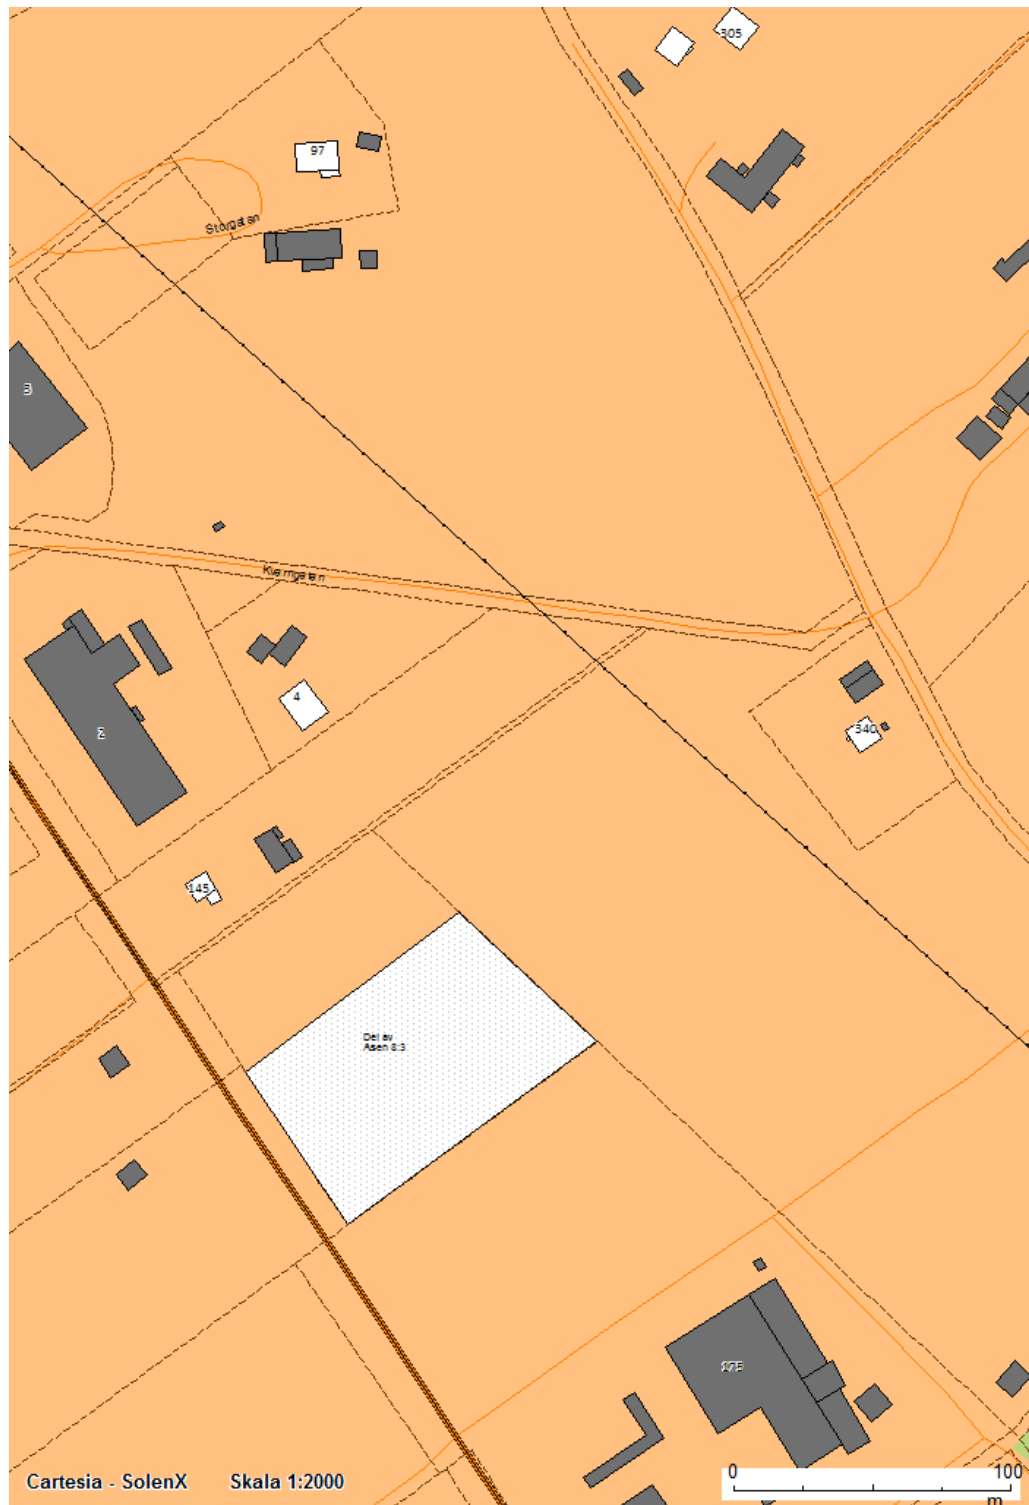 305
97
Storgatan
3
Kvarngatan
4
2
340
145
Del av
Åsen 8:3
175
Cartesia - SolenX Skala 1:2000
0 100
m